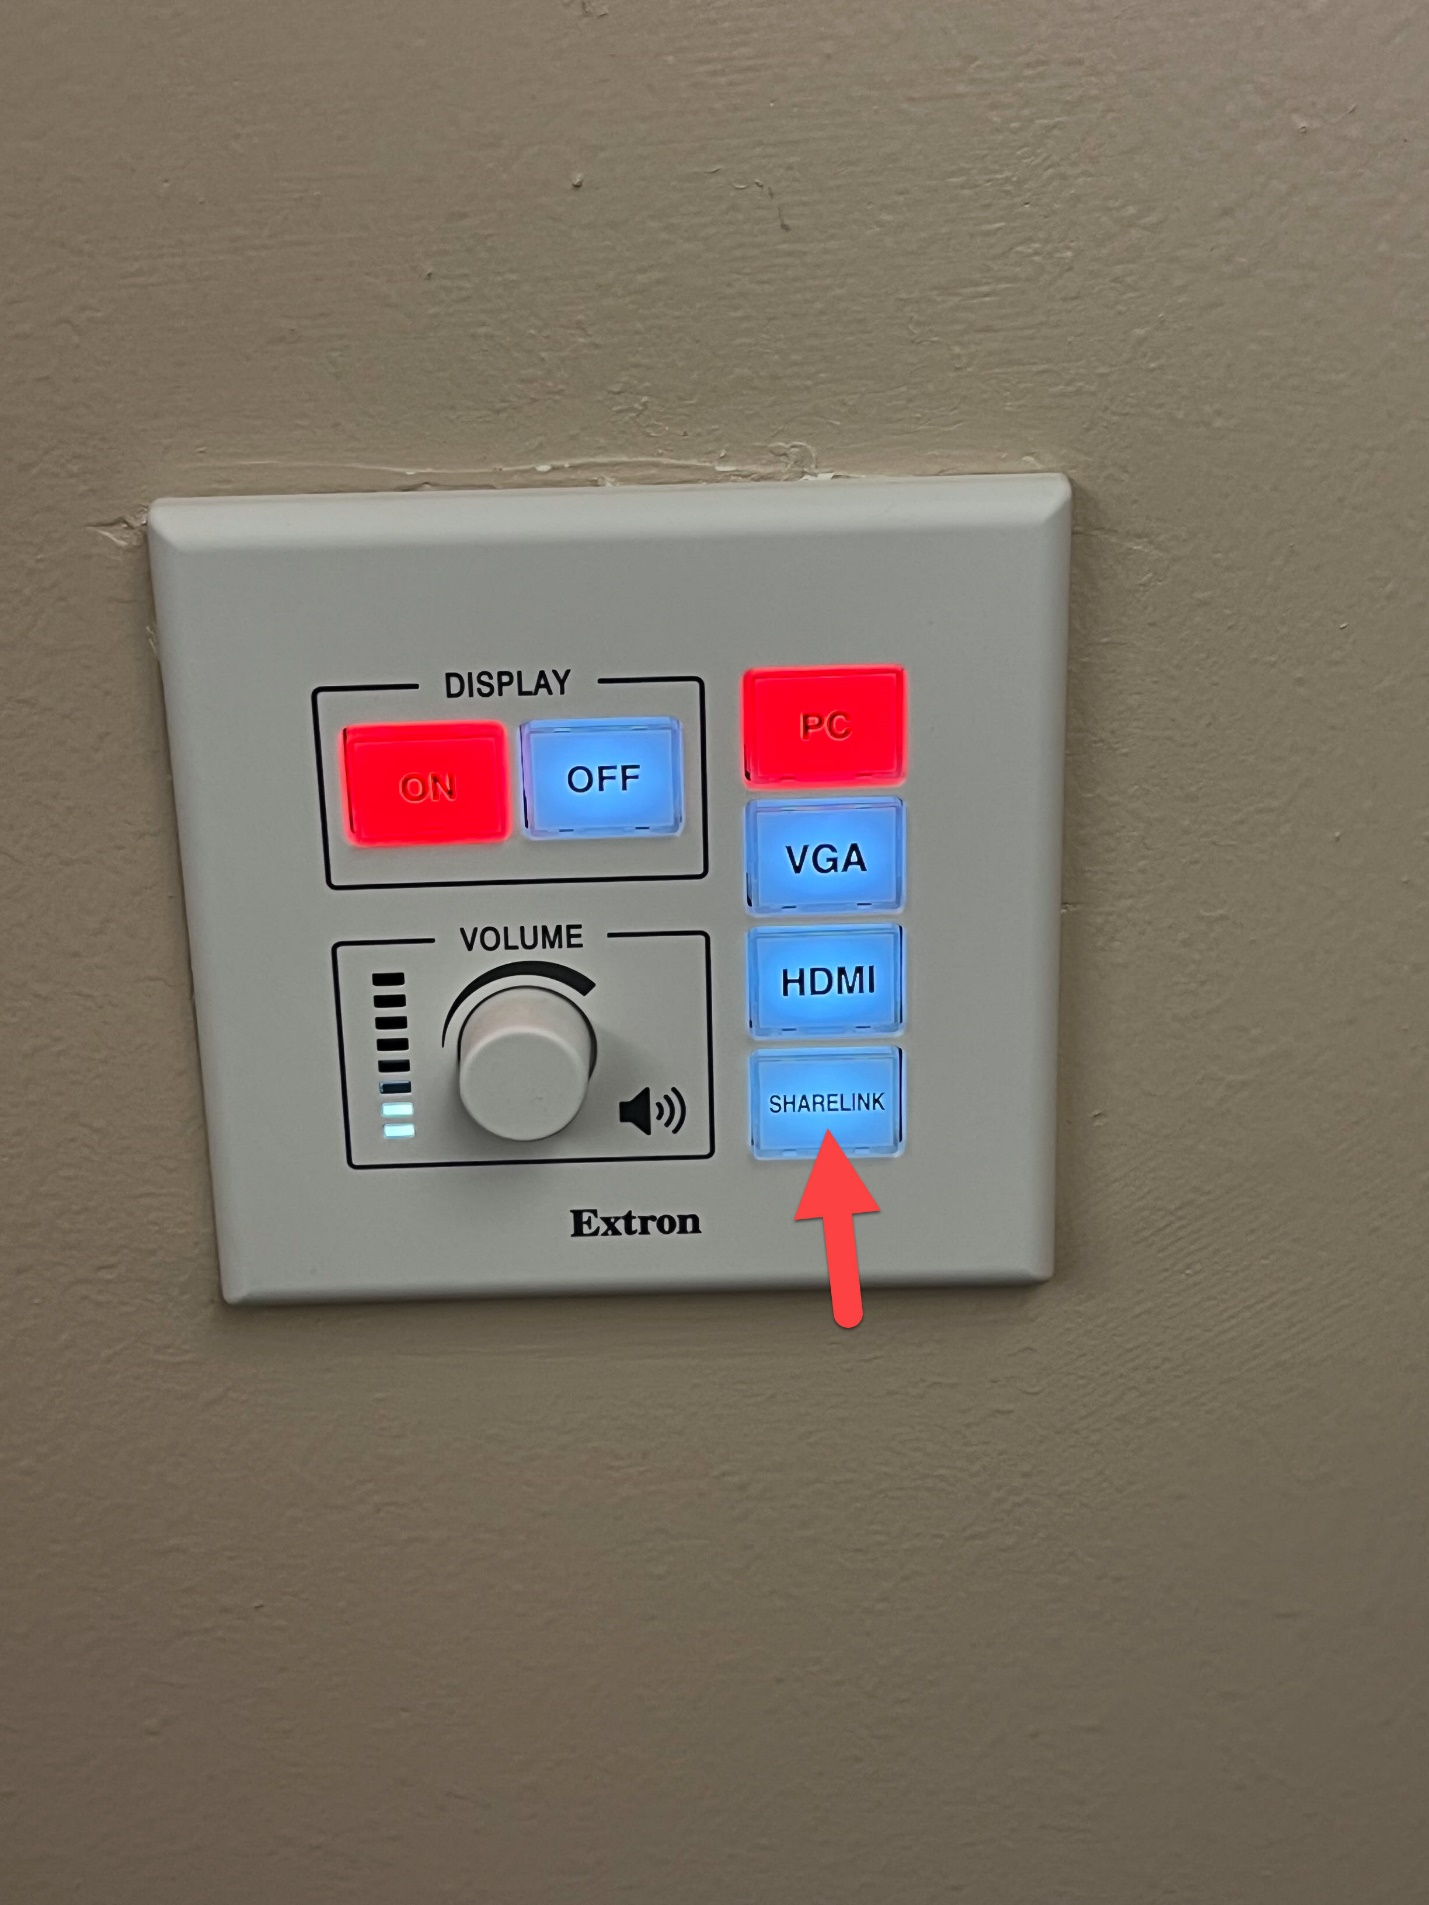 DISPLAY
ON
OFF
VOLUME
PC
VGA
HDMI
SHARELINK
Extron